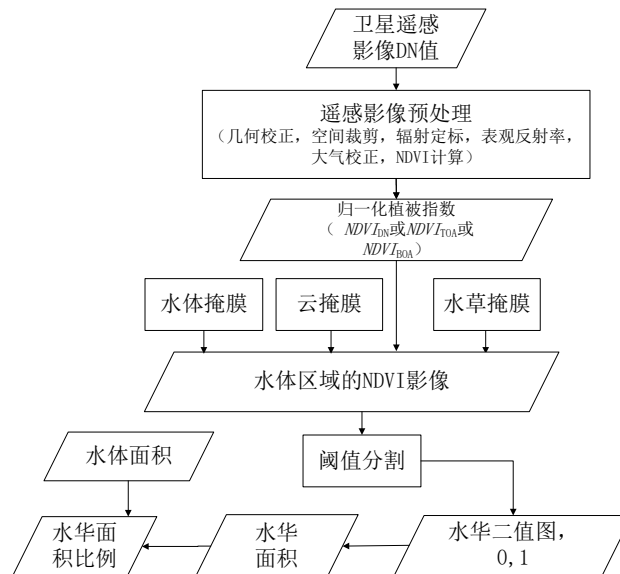 卫星遥感
影像DN值
遥感影像预处理
（几何校正，空间裁剪，辐射定标，表观反射率，
大气校正，NDVI计算）
归一化植被指数
（ NDVIDN或NDVITOA或
NDVIBOA）
水体掩膜
云掩膜
水草掩膜
水体区域的NDVI影像
水体面积
阈值分割
水华面
积比例
水华
面积
水华二值图，
0,1